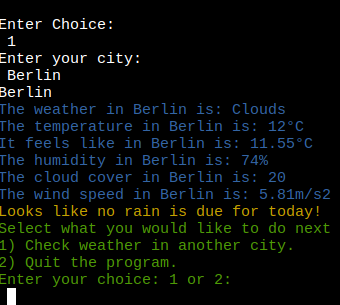 Enter Choice:
1
Enter your city:
Berlin
Berlin
The weather in Berlin is: Clouds
The temperature in Berlin is: 12°C
It feels like in Berlin is: 11.55°C
The humidity in Berlin is: 74%
The cloud cover in Berlin is: 20
The wind speed in Berlin is: 5.81m/s2
Looks like no rain is due for today!
Select what you would like to do next
1) Check weather in another city.
2) Quit the program.
Enter your choice: 1 or 2: